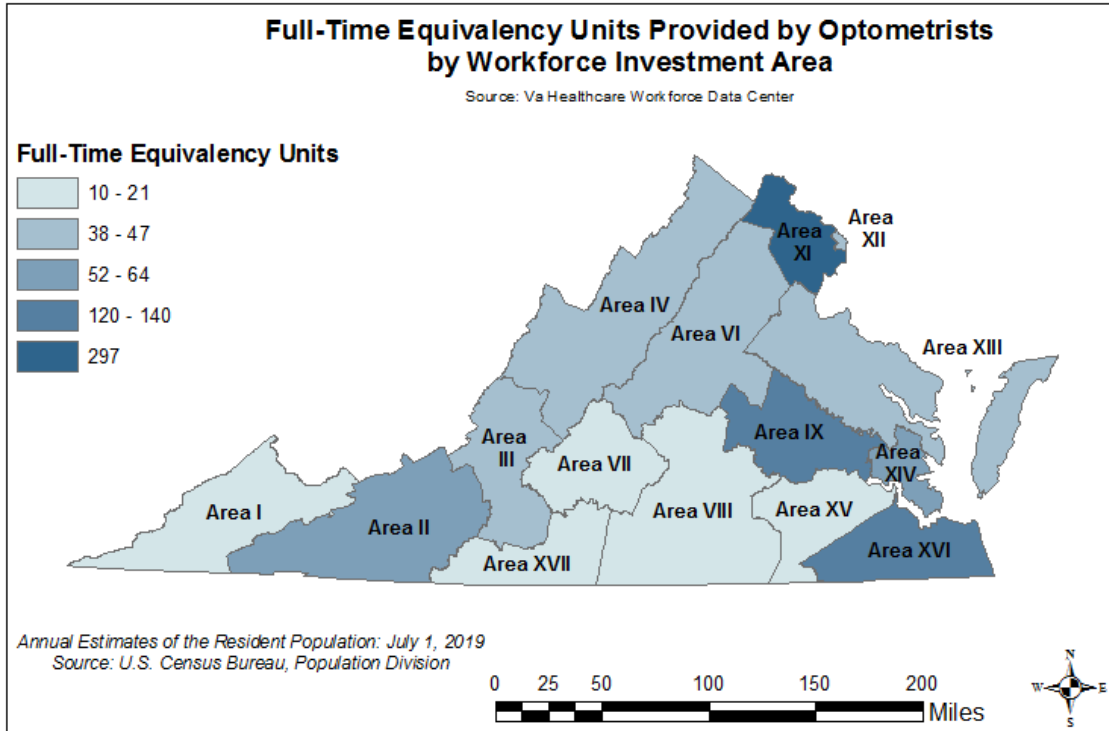 Full-Time Equivalency Units Provided by Optometrists
by Workforce Investment Area
Source: Va Healthcare Workforce Data Center
Full-Time Equivalency Units
10 - 21
38 - 47
52 - 64
120 - 140
297
Area
XI
Area
XII
Area IV
Area VI
Area XIII
Area
III
Area VII
Area IX
Area
XIV
Area I
Area II
Area VIII
Area XV
Area XVII
Area XVI
Annual Estimates of the Resident Population: July 1, 2019
Source: U.S. Census Bureau, Population Division
0 25 50 100 150 200
Miles
N
W E
S